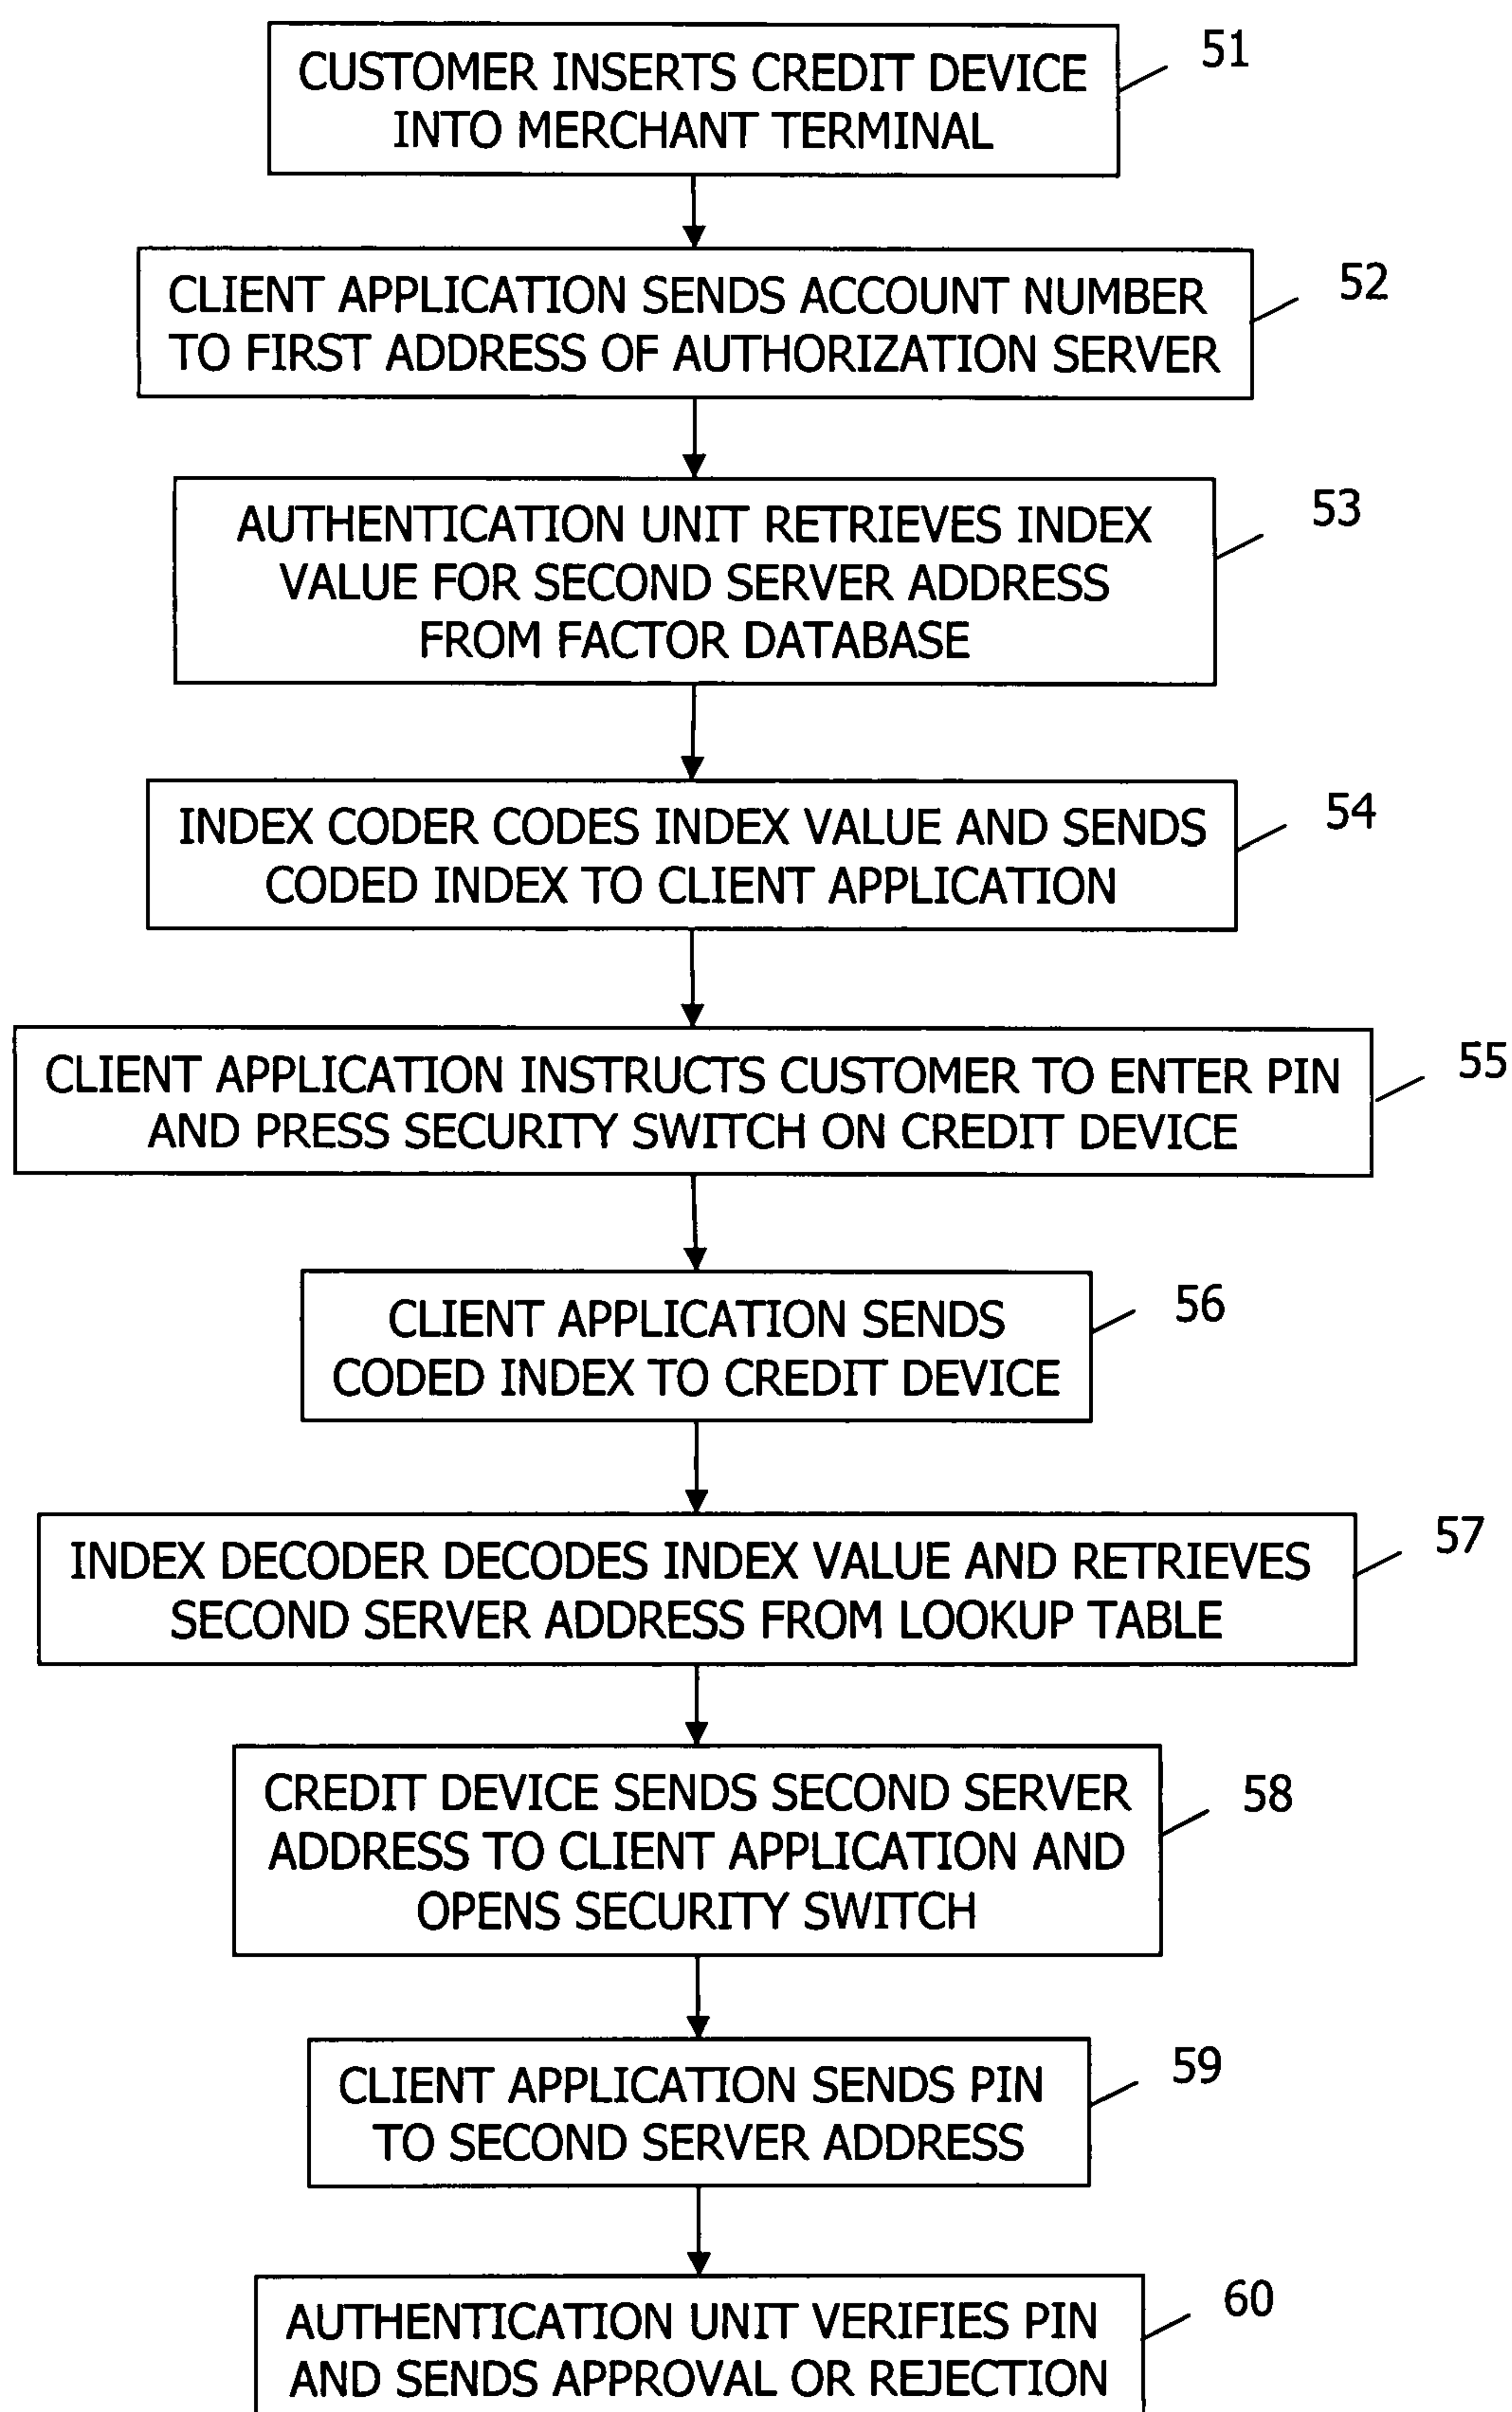 CUSTOMER INSERTS CREDIT DEVICE
INTO MERCHANT TERMINAL
51
CLIENT APPLICATION SENDS ACCOUNT NUMBER
TO FIRST ADDRESS OF AUTHORIZATION SERVER
52
AUTHENTICATION UNIT RETRIEVES INDEX
VALUE FOR SECOND SERVER ADDRESS
FROM FACTOR DATABASE
53
INDEX CODER CODES INDEX VALUE AND SENDS
CODED INDEX TO CLIENT APPLICATION
54
CLIENT APPLICATION INSTRUCTS CUSTOMER TO ENTER PIN
AND PRESS SECURITY SWITCH ON CREDIT DEVICE
55
CLIENT APPLICATION SENDS
CODED INDEX TO CREDIT DEVICE
56
INDEX DECODER DECODES INDEX VALUE AND RETRIEVES
SECOND SERVER ADDRESS FROM LOOKUP TABLE
57
CREDIT DEVICE SENDS SECOND SERVER
ADDRESS TO CLIENT APPLICATION AND
OPENS SECURITY SWITCH
58
CLIENT APPLICATION SENDS PIN
TO SECOND SERVER ADDRESS
59
AUTHENTICATION UNIT VERIFIES PIN
AND SENDS APPROVAL OR REJECTION
60